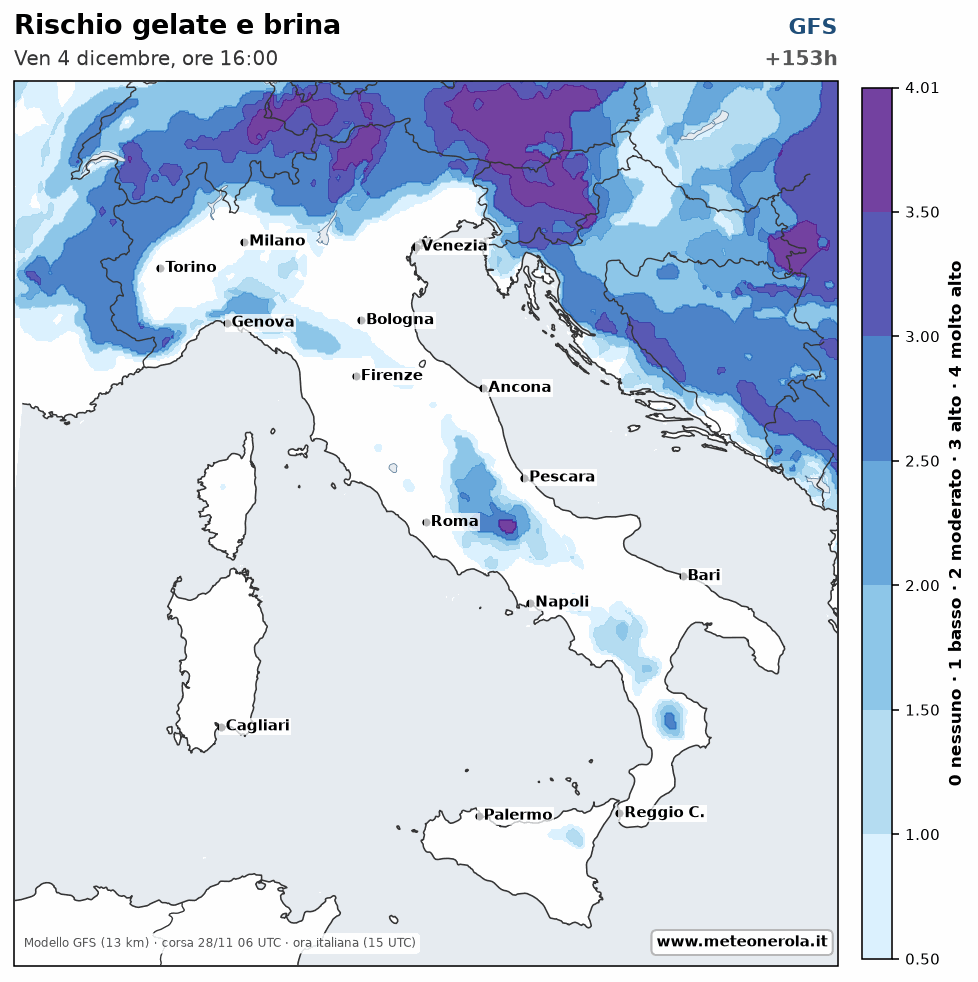 Rischio gelate e brina
GFS
Ven 4 dicembre, ore 16:00
+153h
4.01
3.50
3.00
2.50
2.00
1.50
1.00
0.50
0 nessuno · 1 basso · 2 moderato · 3 alto · 4 molto alto
Milano
Venezia
Torino
Genova
Bologna
Firenze
Ancona
Pescara
Roma
Bari
Napoli
Cagliari
Palermo
Reggio C.
Modello GFS (13 km) · corsa 28/11 06 UTC · ora italiana (15 UTC)
www.meteonerola.it